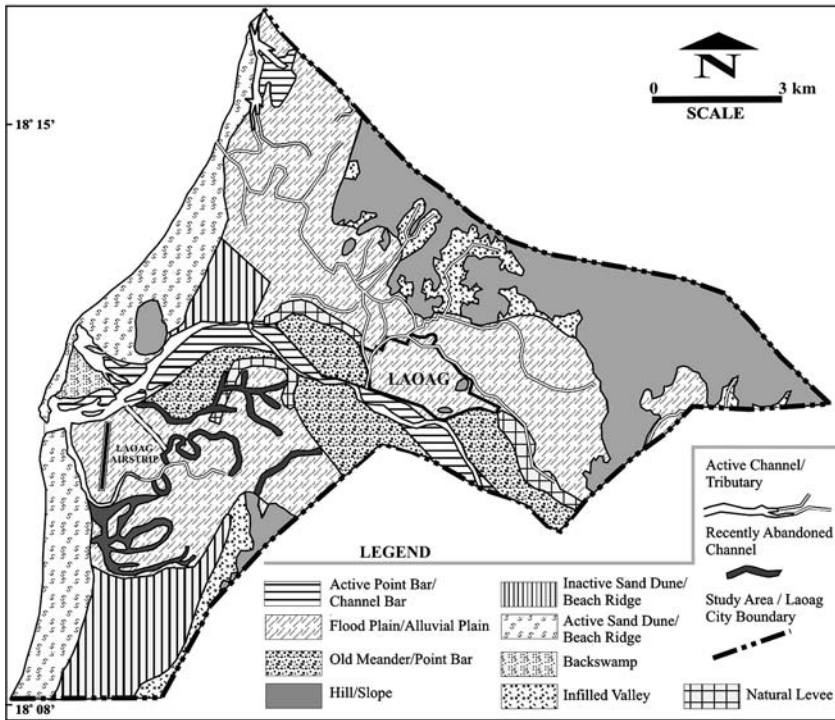 N
0 3 km
SCALE
18° 15'
LAOAG
LAOAG
AIRSTRIP
18° 08'
LEGEND
Active Point Bar/
Channel Bar
Flood Plain/Alluvial Plain
Old Meander/Point Bar
Hill/Slope
Inactive Sand Dune/
Beach Ridge
Active Sand Dune/
Beach Ridge
Backswamp
Infilled Valley
Active Channel/
Tributary
Recently Abandoned
Channel
Study Area / Laoag
City Boundary
Natural Levee